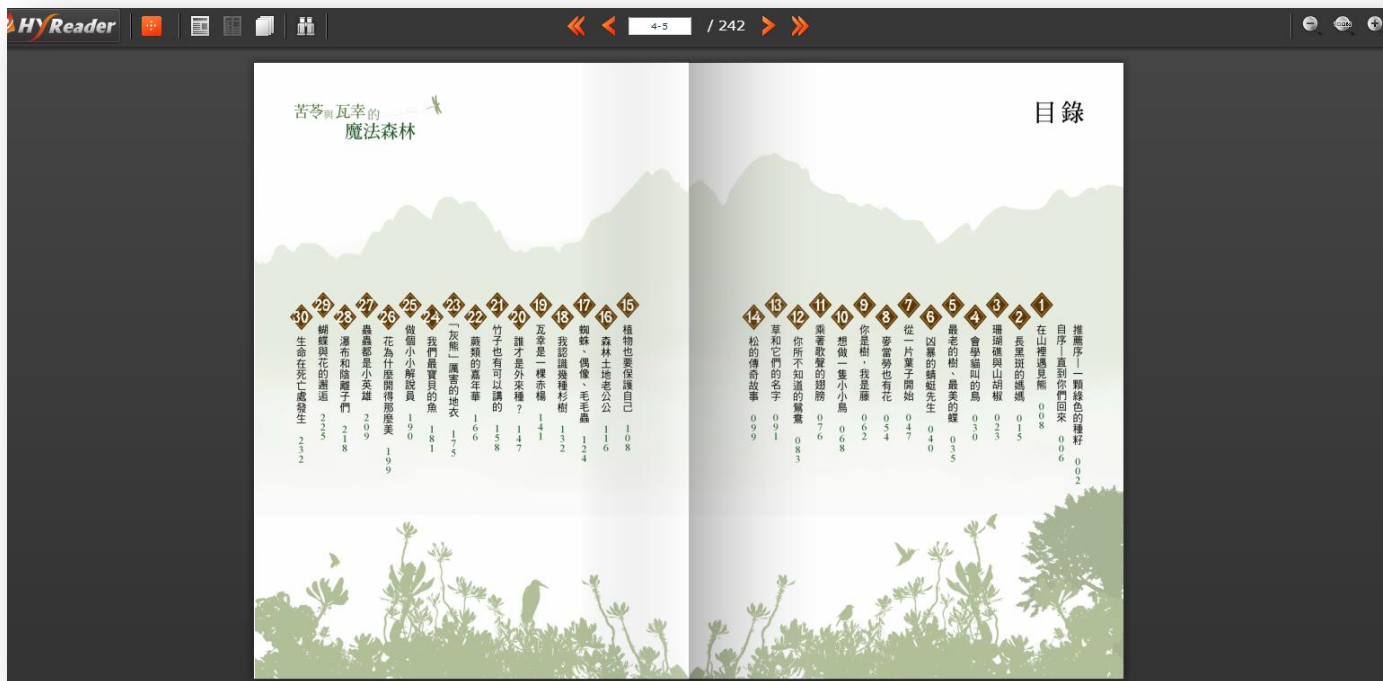 HyReader
4-5
/ 242
100%
目錄
推薦序—一顆綠色的種籽 002
自序—直到你們回來 006
1 在山裡遇見熊 008
2 長黑斑的媽媽 015
3 珊瑚礁與山胡椒 023
4 會學貓叫的鳥 030
5 最老的樹、最美的蝶 035
6 凶暴的蜻蜓先生 040
7 從一片葉子開始 047
8 麥當勞也有花 054
9 你是樹，我是藤 062
10 想做一隻小小鳥 068
11 乘著歌聲的翅膀 076
12 你所不知道的鴛鴦 083
13 草和它們的名字 091
14 松的傳奇故事 099
苦苓與瓦幸的
魔法森林
15 植物也要保護自己 108
16 森林土地老公公 116
17 蜘蛛、偶像、毛毛蟲 124
18 我認識幾種杉樹 132
19 瓦幸是一棵赤楊 141
20 誰才是外來種？ 147
21 竹子也有可以講的 158
22 蕨類的嘉年華 166
23 「灰熊」厲害的地衣 175
24 我們最寶貝的魚 181
25 做個小小解說員 190
26 花為什麼開得那麼美 199
27 蟲蟲都是小英雄 209
28 瀑布和陰離子們 218
29 蝴蝶與花的邂逅 225
30 生命在死亡處發生 232